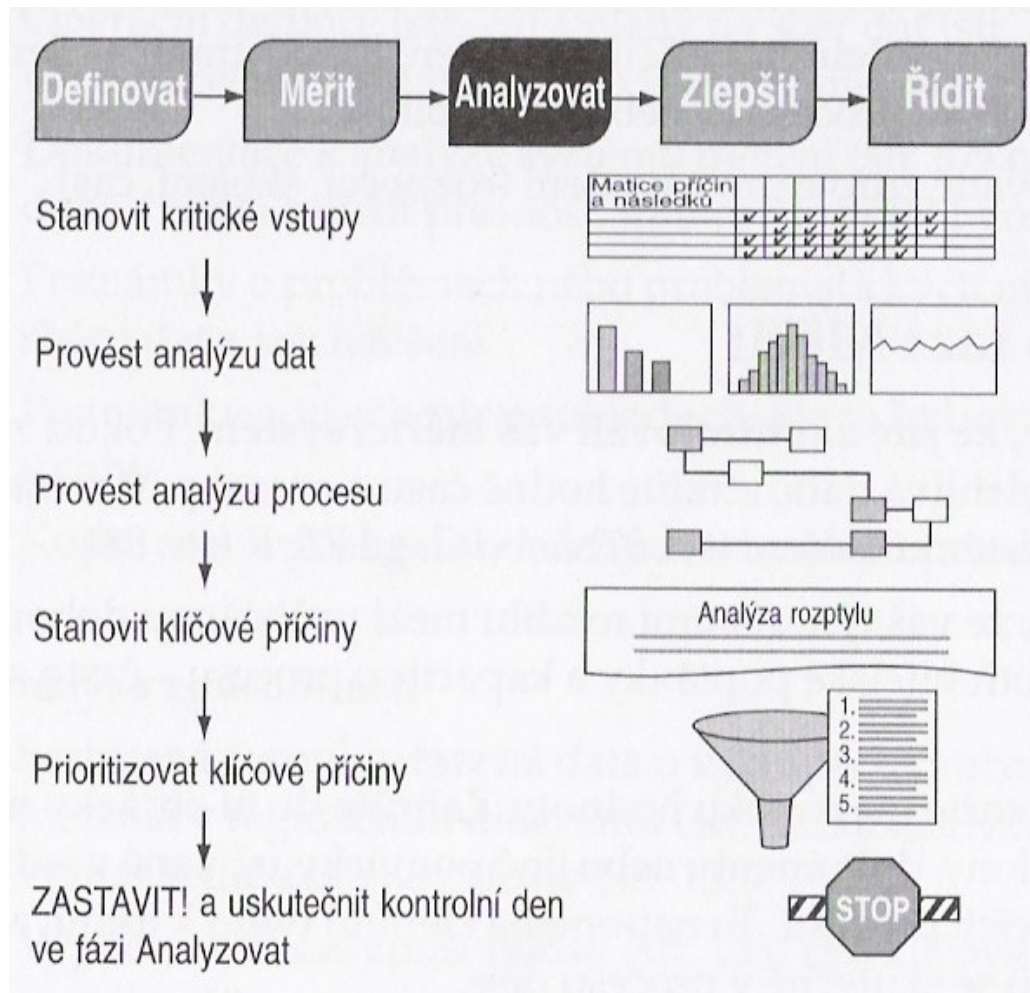 Definovat
Měřit
Analyzovat
Zlepšit
Řídit
Stanovit kritické vstupy
Matice příčin
a následků
Provést analýzu dat
Provést analýzu procesu
Stanovit klíčové příčiny
Analýza rozptylu
Prioritizovat klíčové příčiny
1.
2.
3.
4.
5.
ZASTAVIT! a uskutečnit kontrolní den
ve fázi Analyzovat
STOP